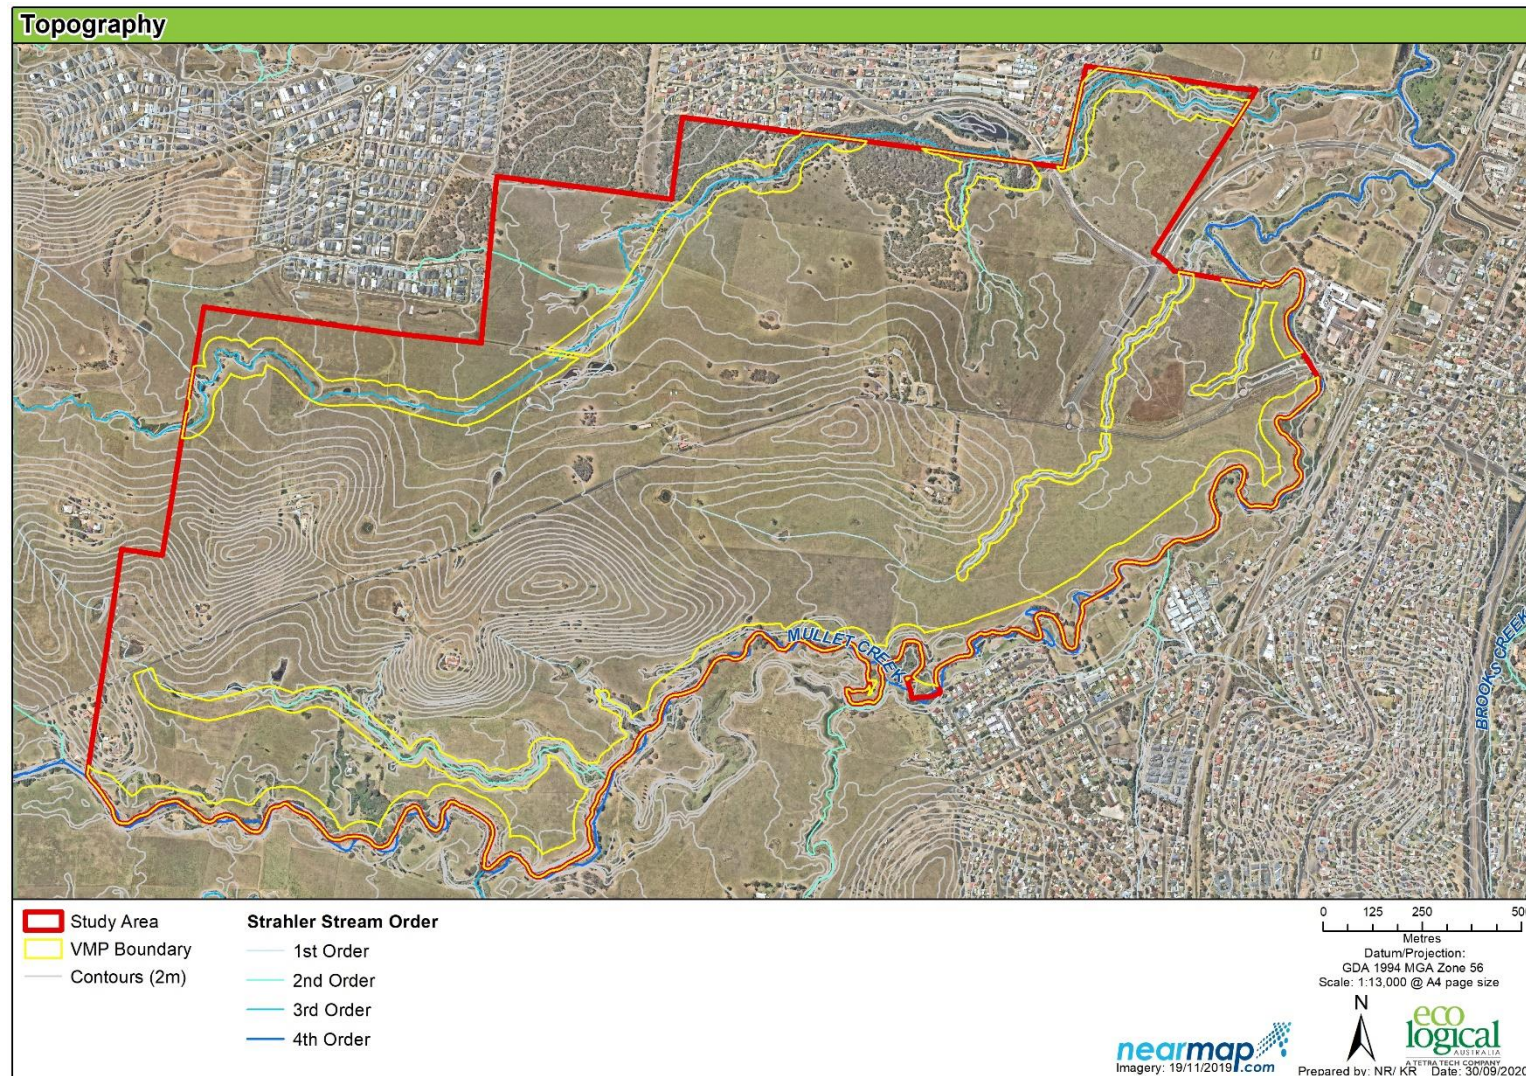 Topography
MULLET CREEK
BROOKS CREEK
Study Area
VMP Boundary
Contours (2m)
Strahler Stream Order
1st Order
2nd Order
3rd Order
4th Order
0 125 250 50
Metres
Datum/Projection:
GDA 1994 MGA Zone 56
Scale: 1:13,000 @ A4 page size
N
nearmap
.com
Imagery: 19/11/2019
eco
logical
AUSTRALIA
A TETRA TECH COMPANY
Prepared by: NR/ KR Date: 30/09/2020